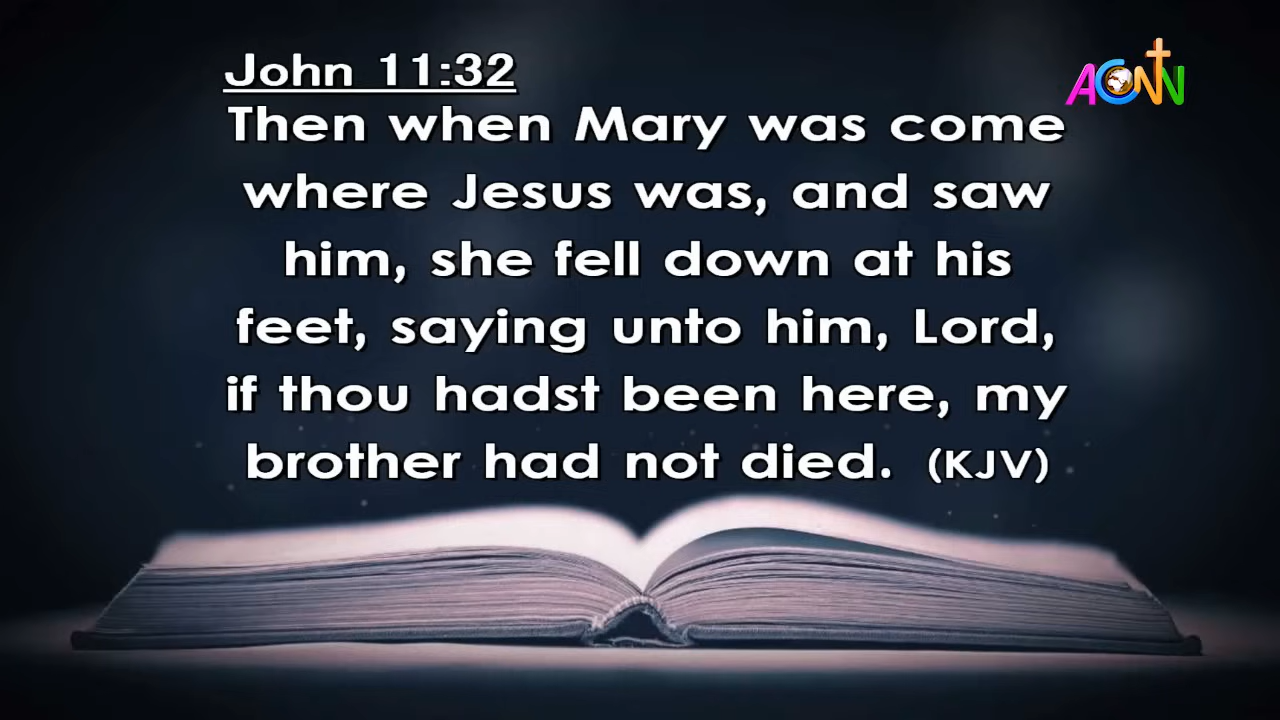 John 11:32
ACNN
Then when Mary was come
where Jesus was, and saw
him, she fell down at his
feet, saying unto him, Lord,
if thou hadst been here, my
brother had not died. (KJV)